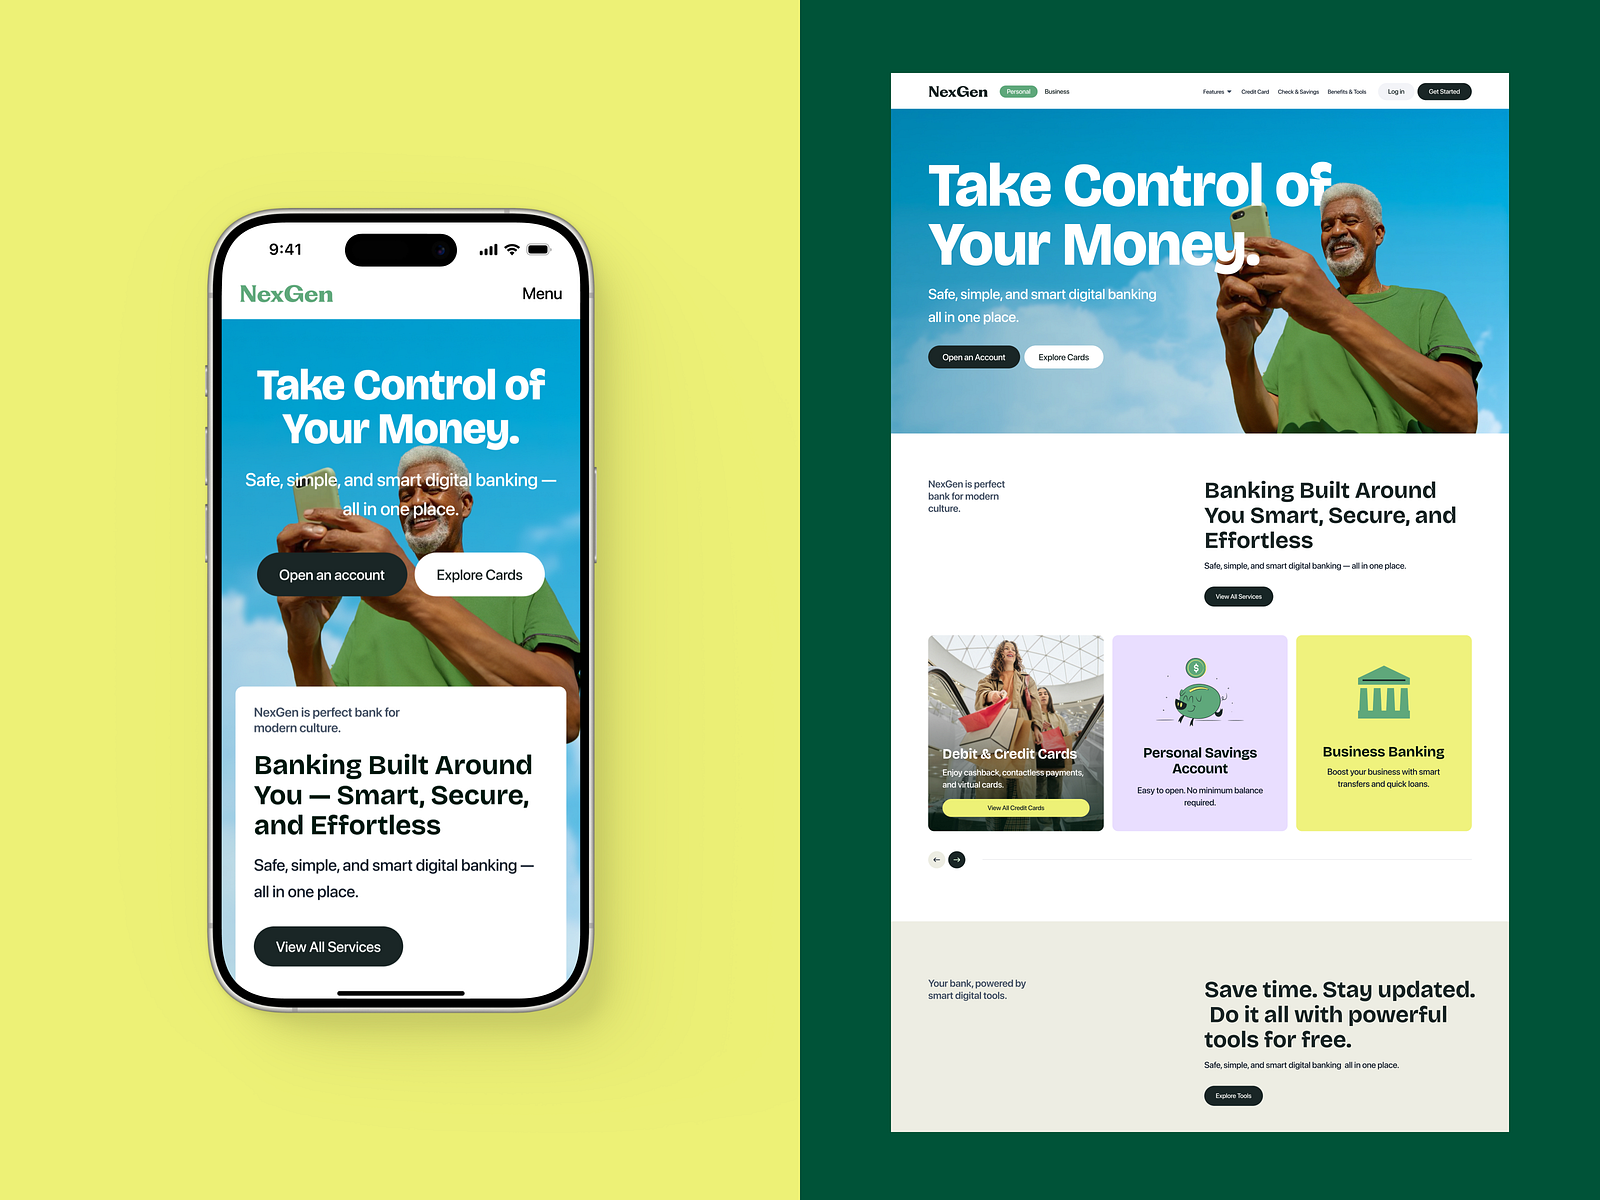 9:41
NexGen
Menu
Take Control of
Your Money.
Safe, simple, and smart digital banking —
all in one place.
Open an account
Explore Cards
NexGen is perfect bank for
modern culture.
Banking Built Around
You — Smart, Secure,
and Effortless
Safe, simple, and smart digital banking —
all in one place.
View All Services
NexGen
Personal
Business
Features
Credit Card
Check & Savings
Benefits & Tools
Log in
Get Started
Take Control of
Your Money.
Safe, simple, and smart digital banking
all in one place.
Open an Account
Explore Cards
NexGen is perfect
bank for modern
culture.
Banking Built Around
You Smart, Secure, and
Effortless
Safe, simple, and smart digital banking — all in one place.
View All Services
Debit & Credit Cards
Enjoy cashback, contactless payments,
and virtual cards.
View All Credit Cards
$
Personal Savings
Account
Easy to open. No minimum balance
required.
Business Banking
Boost your business with smart
transfers and quick loans.
Your bank, powered by
smart digital tools.
Save time. Stay updated.
Do it all with powerful
tools for free.
Safe, simple, and smart digital banking all in one place.
Explore Tools